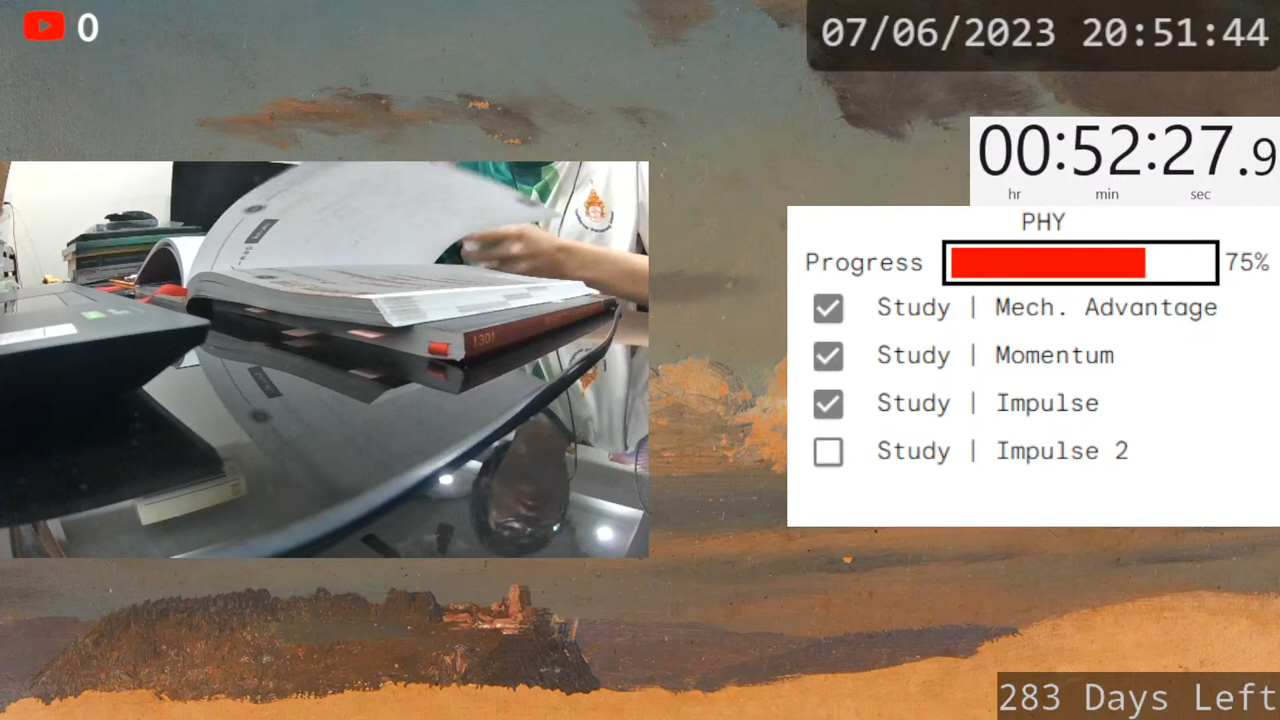 0
07/06/2023 20:51:44
00:52:27.9
hr min sec
PHY
Progress 75%
Study | Mech. Advantage
Study | Momentum
Study | Impulse
Study | Impulse 2
1301
283 Days Left